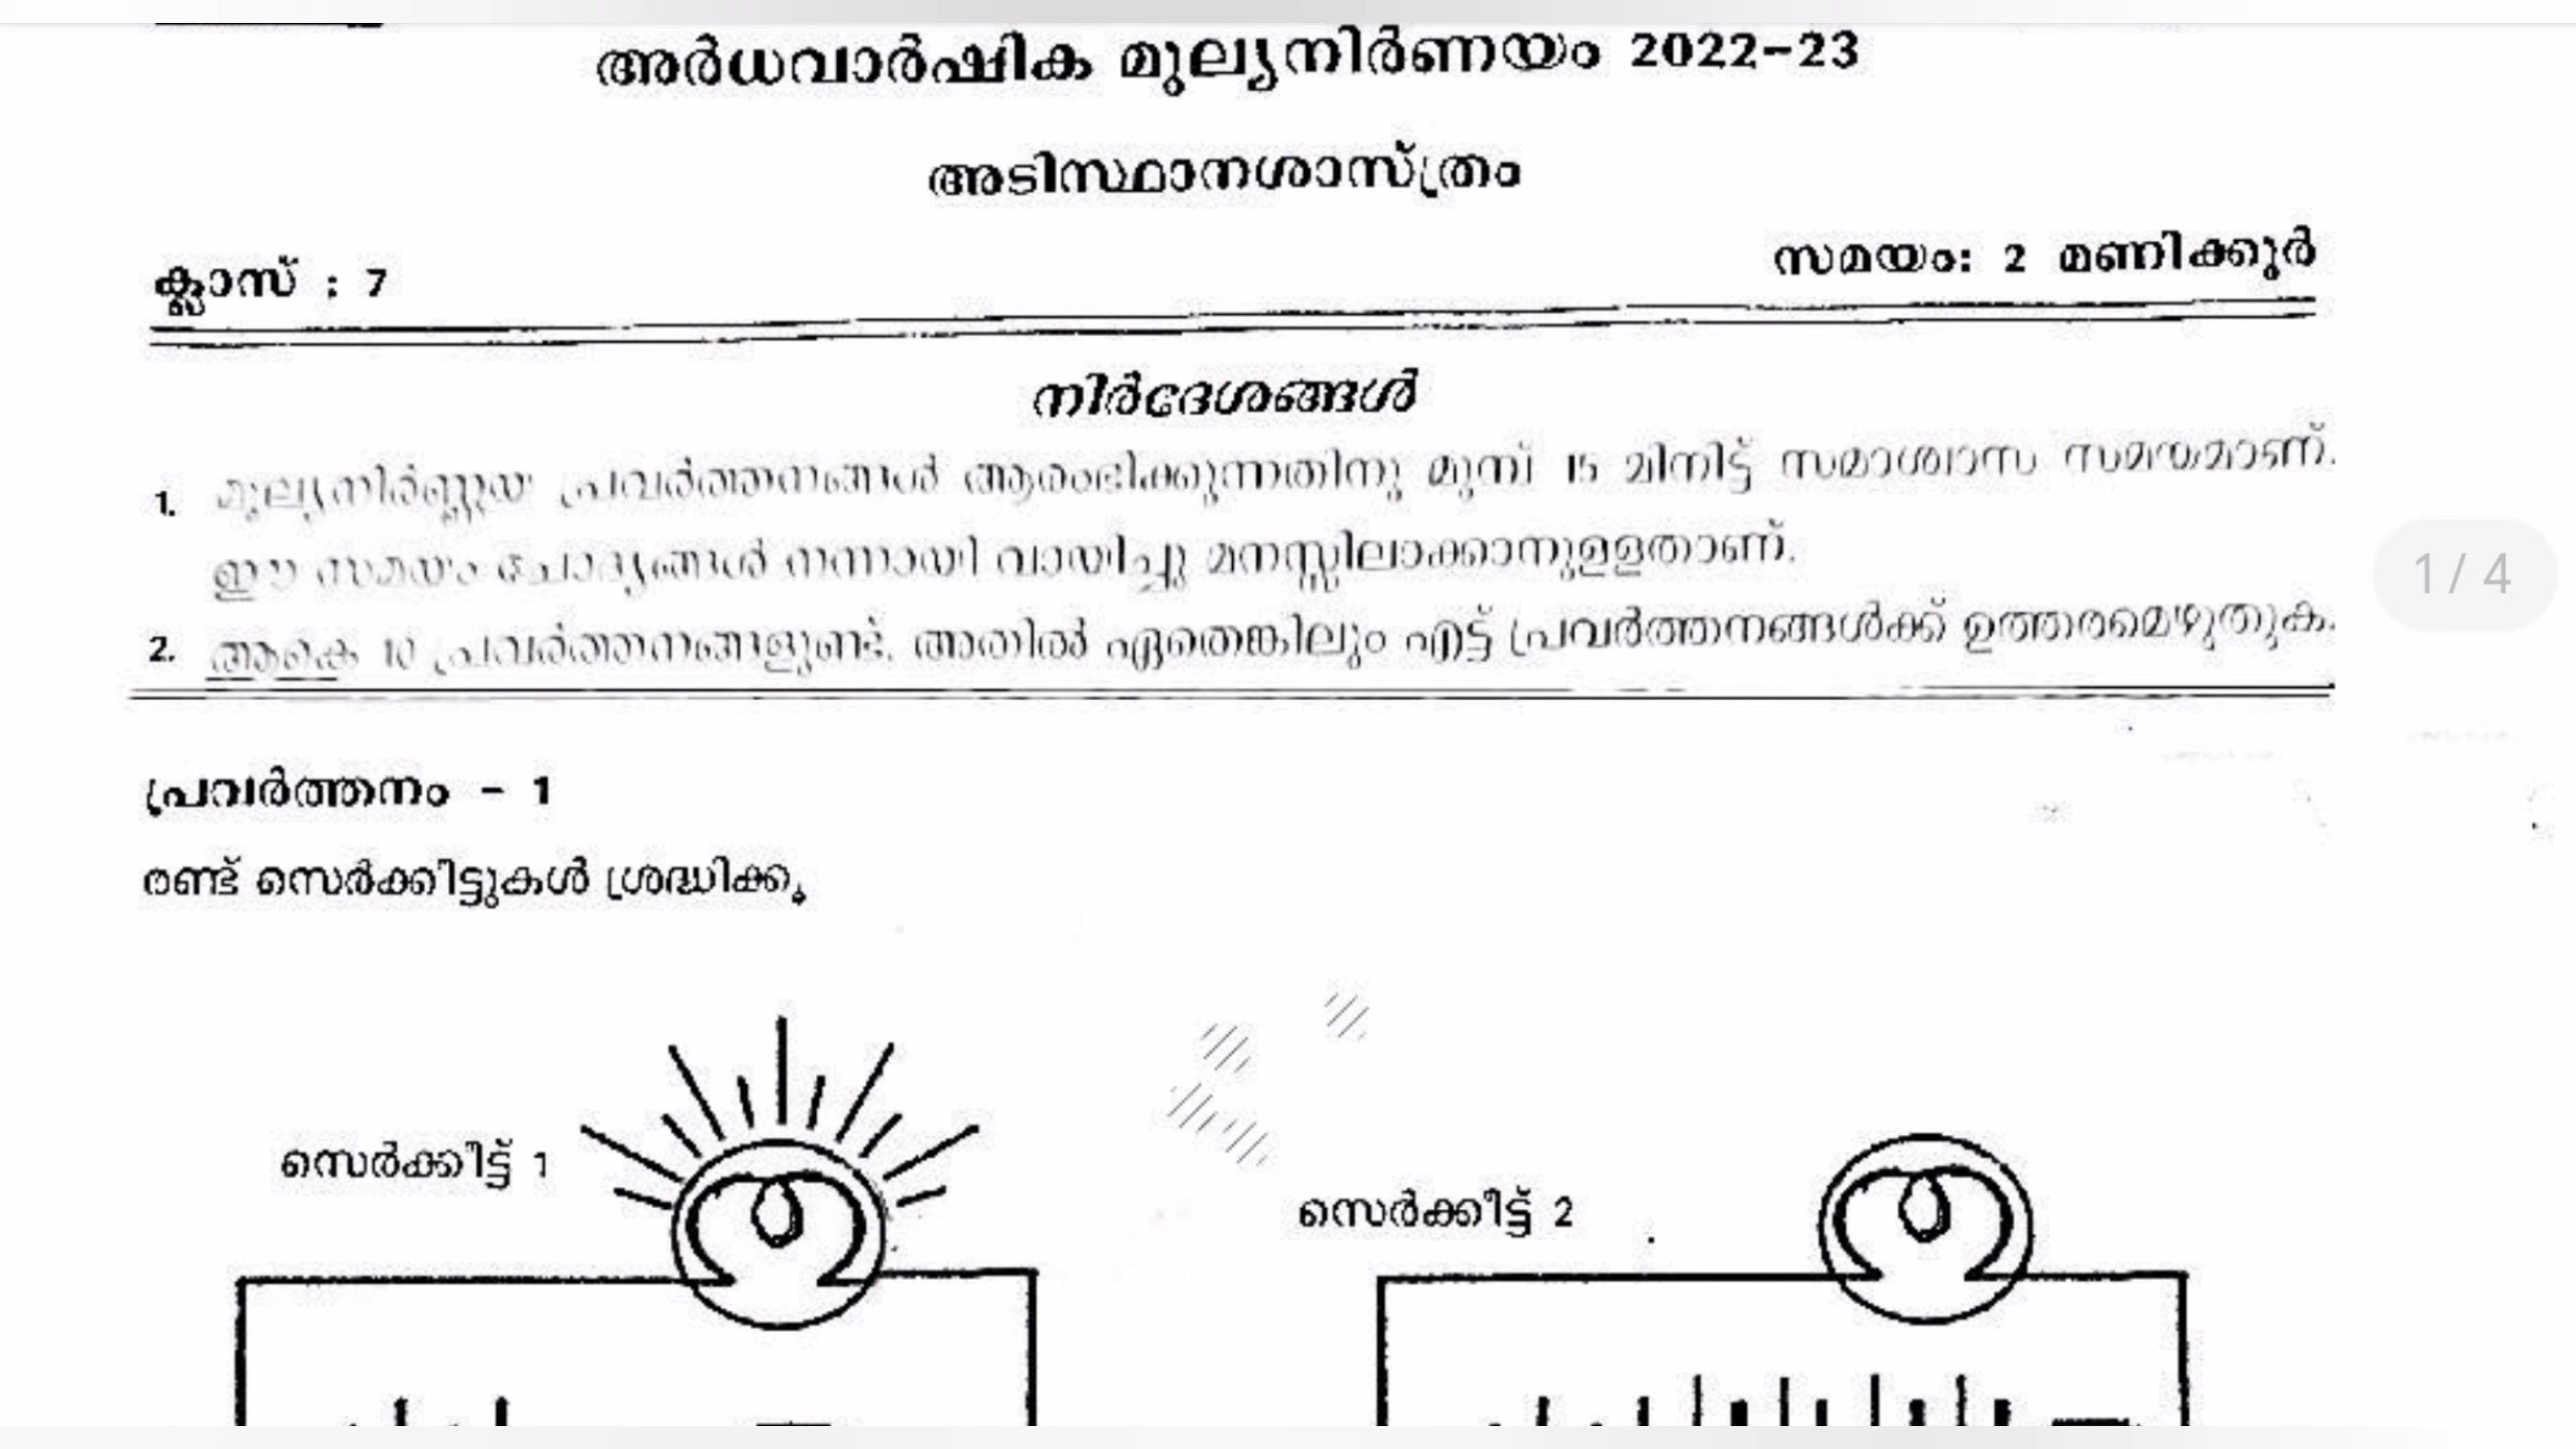 അർധവാർഷിക മൂല്യനിർണയം 2022-23
അടിസ്ഥാനശാസ്ത്രം
ക്ലാസ് : 7
സമയം: 2 മണിക്കൂർ
നിർദേശങ്ങൾ
1. മൂല്യനിർണ്ണയ പ്രവർത്തനങ്ങൾ ആരംഭിക്കുന്നതിനു മുമ്പ് 15 മിനിട്ട് സമാശ്വാസ സമയമാണ്.
ഈ സമയം ചോദ്യങ്ങൾ നന്നായി വായിച്ചു മനസ്സിലാക്കാനുള്ളതാണ്.
2. ആകെ 10 പ്രവർത്തനങ്ങളുണ്ട്. അതിൽ ഏതെങ്കിലും എട്ട് പ്രവർത്തനങ്ങൾക്ക് ഉത്തരമെഴുതുക.
1 / 4
പ്രവർത്തനം - 1
രണ്ട് സെർക്കീട്ടുകൾ ശ്രദ്ധിക്കൂ
സെർക്കീട്ട് 1
സെർക്കീട്ട് 2